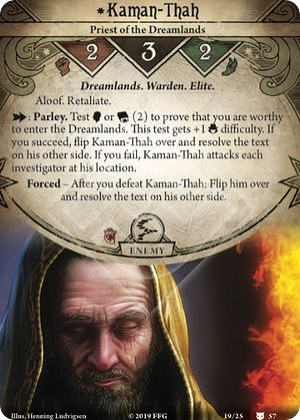 Kaman-Thah
Priest of the Dreamlands
2 3 2
Dreamlands. Warden. Elite.
Aloof. Retaliate.
: Parley. Test or (2) to prove that you are worthy
to enter the Dreamlands. This test gets +1 difficulty. If
you succeed, flip Kaman-Thah over and resolve the text
on his other side. If you fail, Kaman-Thah attacks each
investigator at his location.
Forced – After you defeat Kaman-Thah: Flip him over
and resolve the text on his other side.
ENEMY
Illus. Henning Ludvigsen
© 2019 FFG
19/25
57